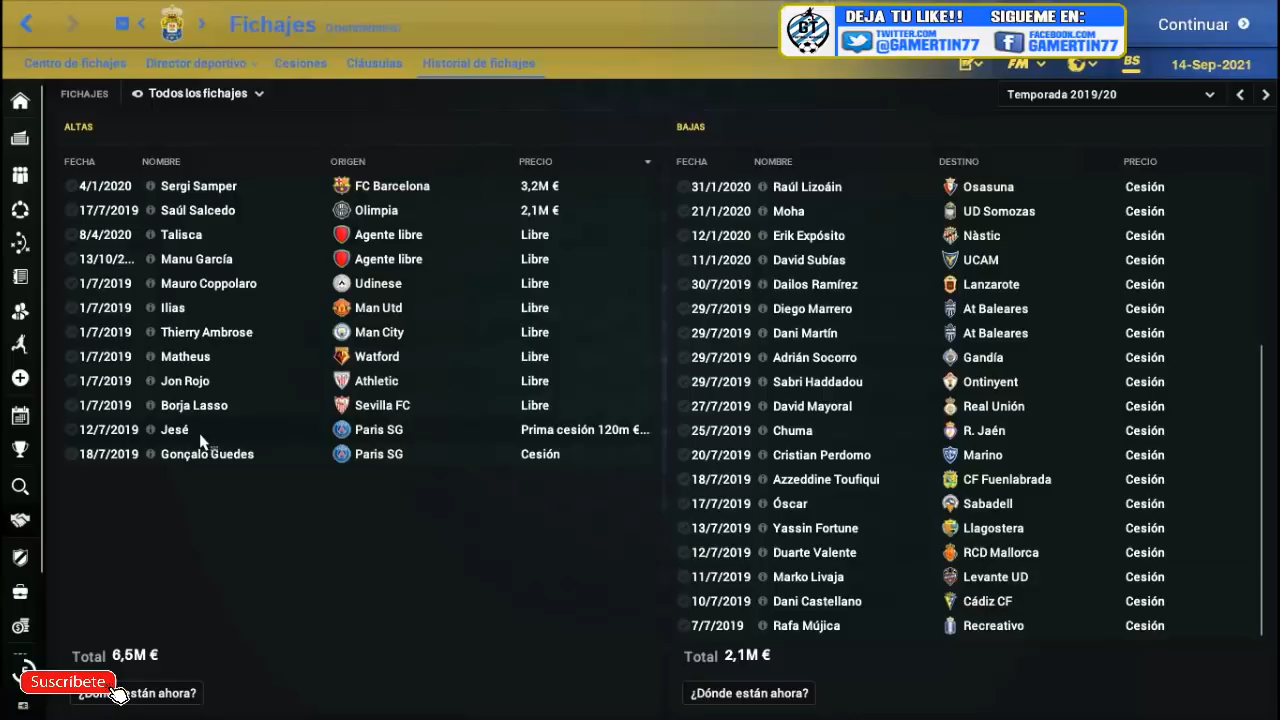 Fichajes
DEJA TU LIKE!! SIGUEME EN:
TWITTER.COM/
@GAMERTIN77
FACEBOOK.COM/
GAMERTIN77
GT
Continuar
Centro de fichajes Director deportivo Cesiones Cláusulas Historial de fichajes
FM BS 14-Sep-2021
FICHAJES Todos los fichajes Temporada 2019/20
ALTAS BAJAS
FECHA NOMBRE ORIGEN PRECIO FECHA NOMBRE DESTINO PRECIO
4/1/2020 Sergi Samper FC Barcelona 3,2M € 31/1/2020 Raúl Lizoáin Osasuna Cesión
17/7/2019 Saúl Salcedo Olimpia 2,1M € 21/1/2020 Moha UD Somozas Cesión
8/4/2020 Talisca Agente libre Libre 12/1/2020 Erik Expósito Nàstic Cesión
13/10/2... Manu García Agente libre Libre 11/1/2020 David Subías UCAM Cesión
1/7/2019 Mauro Coppolaro Udinese Libre 30/7/2019 Dailos Ramírez Lanzarote Cesión
1/7/2019 Ilias Man Utd Libre 29/7/2019 Diego Marrero At Baleares Cesión
1/7/2019 Thierry Ambrose Man City Libre 29/7/2019 Dani Martín At Baleares Cesión
1/7/2019 Matheus Watford Libre 29/7/2019 Adrián Socorro Gandía Cesión
1/7/2019 Jon Rojo Athletic Libre 29/7/2019 Sabri Haddadou Ontinyent Cesión
1/7/2019 Borja Lasso Sevilla FC Libre 27/7/2019 David Mayoral Real Unión Cesión
12/7/2019 Jesé Paris SG Prima cesión 120m €... 25/7/2019 Chuma R. Jaén Cesión
18/7/2019 Gonçalo Guedes Paris SG Cesión 20/7/2019 Cristian Perdomo Marino Cesión
18/7/2019 Azzeddine Toufiqui CF Fuenlabrada Cesión
17/7/2019 Óscar Sabadell Cesión
13/7/2019 Yassin Fortune Llagostera Cesión
12/7/2019 Duarte Valente RCD Mallorca Cesión
11/7/2019 Marko Livaja Levante UD Cesión
10/7/2019 Dani Castellano Cádiz CF Cesión
7/7/2019 Rafa Mújica Recreativo Cesión
Total 6,5M € Total 2,1M €
Suscríbete
están ahora? ¿Dónde están ahora?